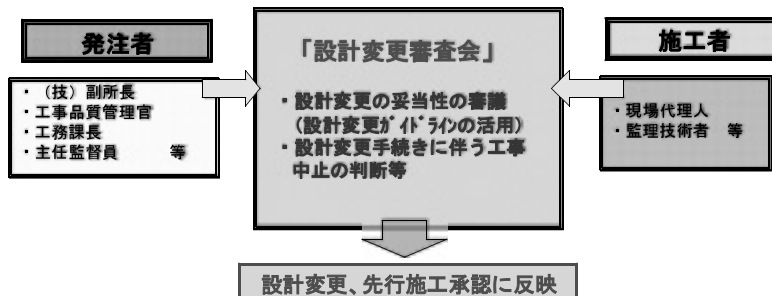 発注者
・（技）副所長
・工事品質管理官
・工務課長
・主任監督員　　等
「設計変更審査会」
・設計変更の妥当性の審議
（設計変更ｶﾞｲﾄﾞﾗｲﾝの活用）
・設計変更手続きに伴う工事
中止の判断等
施工者
・現場代理人
・監理技術者　等
設計変更、先行施工承認に反映